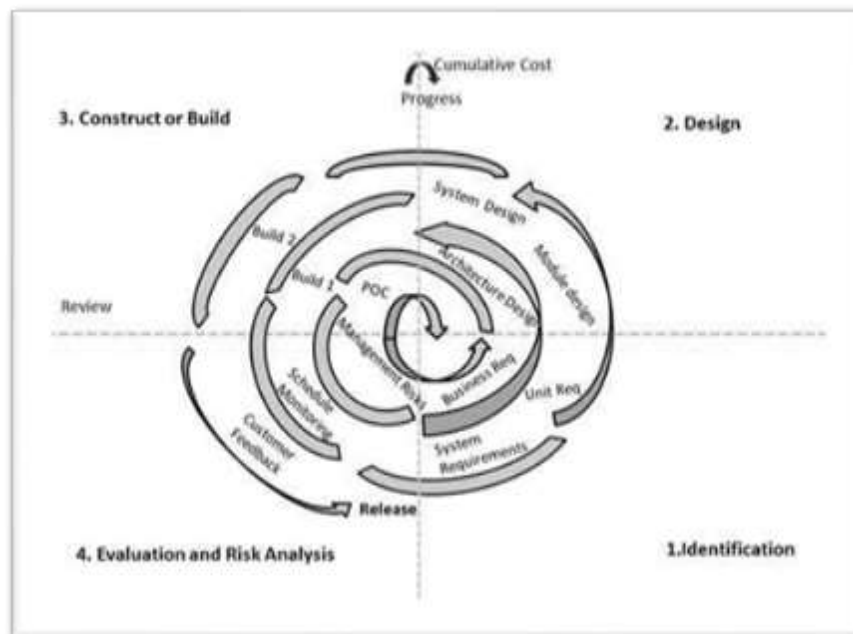 Cumulative Cost
Progress
3. Construct or Build
2. Design
System Design
Build 2
Build 1
POC
Architecture Design
Module design
Review
Management Risks
Business Req
Unit Req
Schedule
Monitoring
System
Requirements
Customer
Feedback
Release
4. Evaluation and Risk Analysis
1.Identification